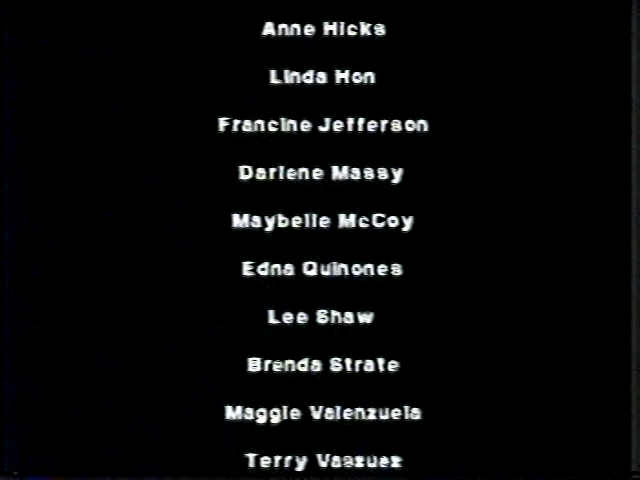 Anne Hicks
Linda Hon
Francine Jefferson
Darlene Massy
Maybelle McCoy
Edna Quinones
Lee Shaw
Brenda Strate
Maggie Valenzuela
Terry Vasquez